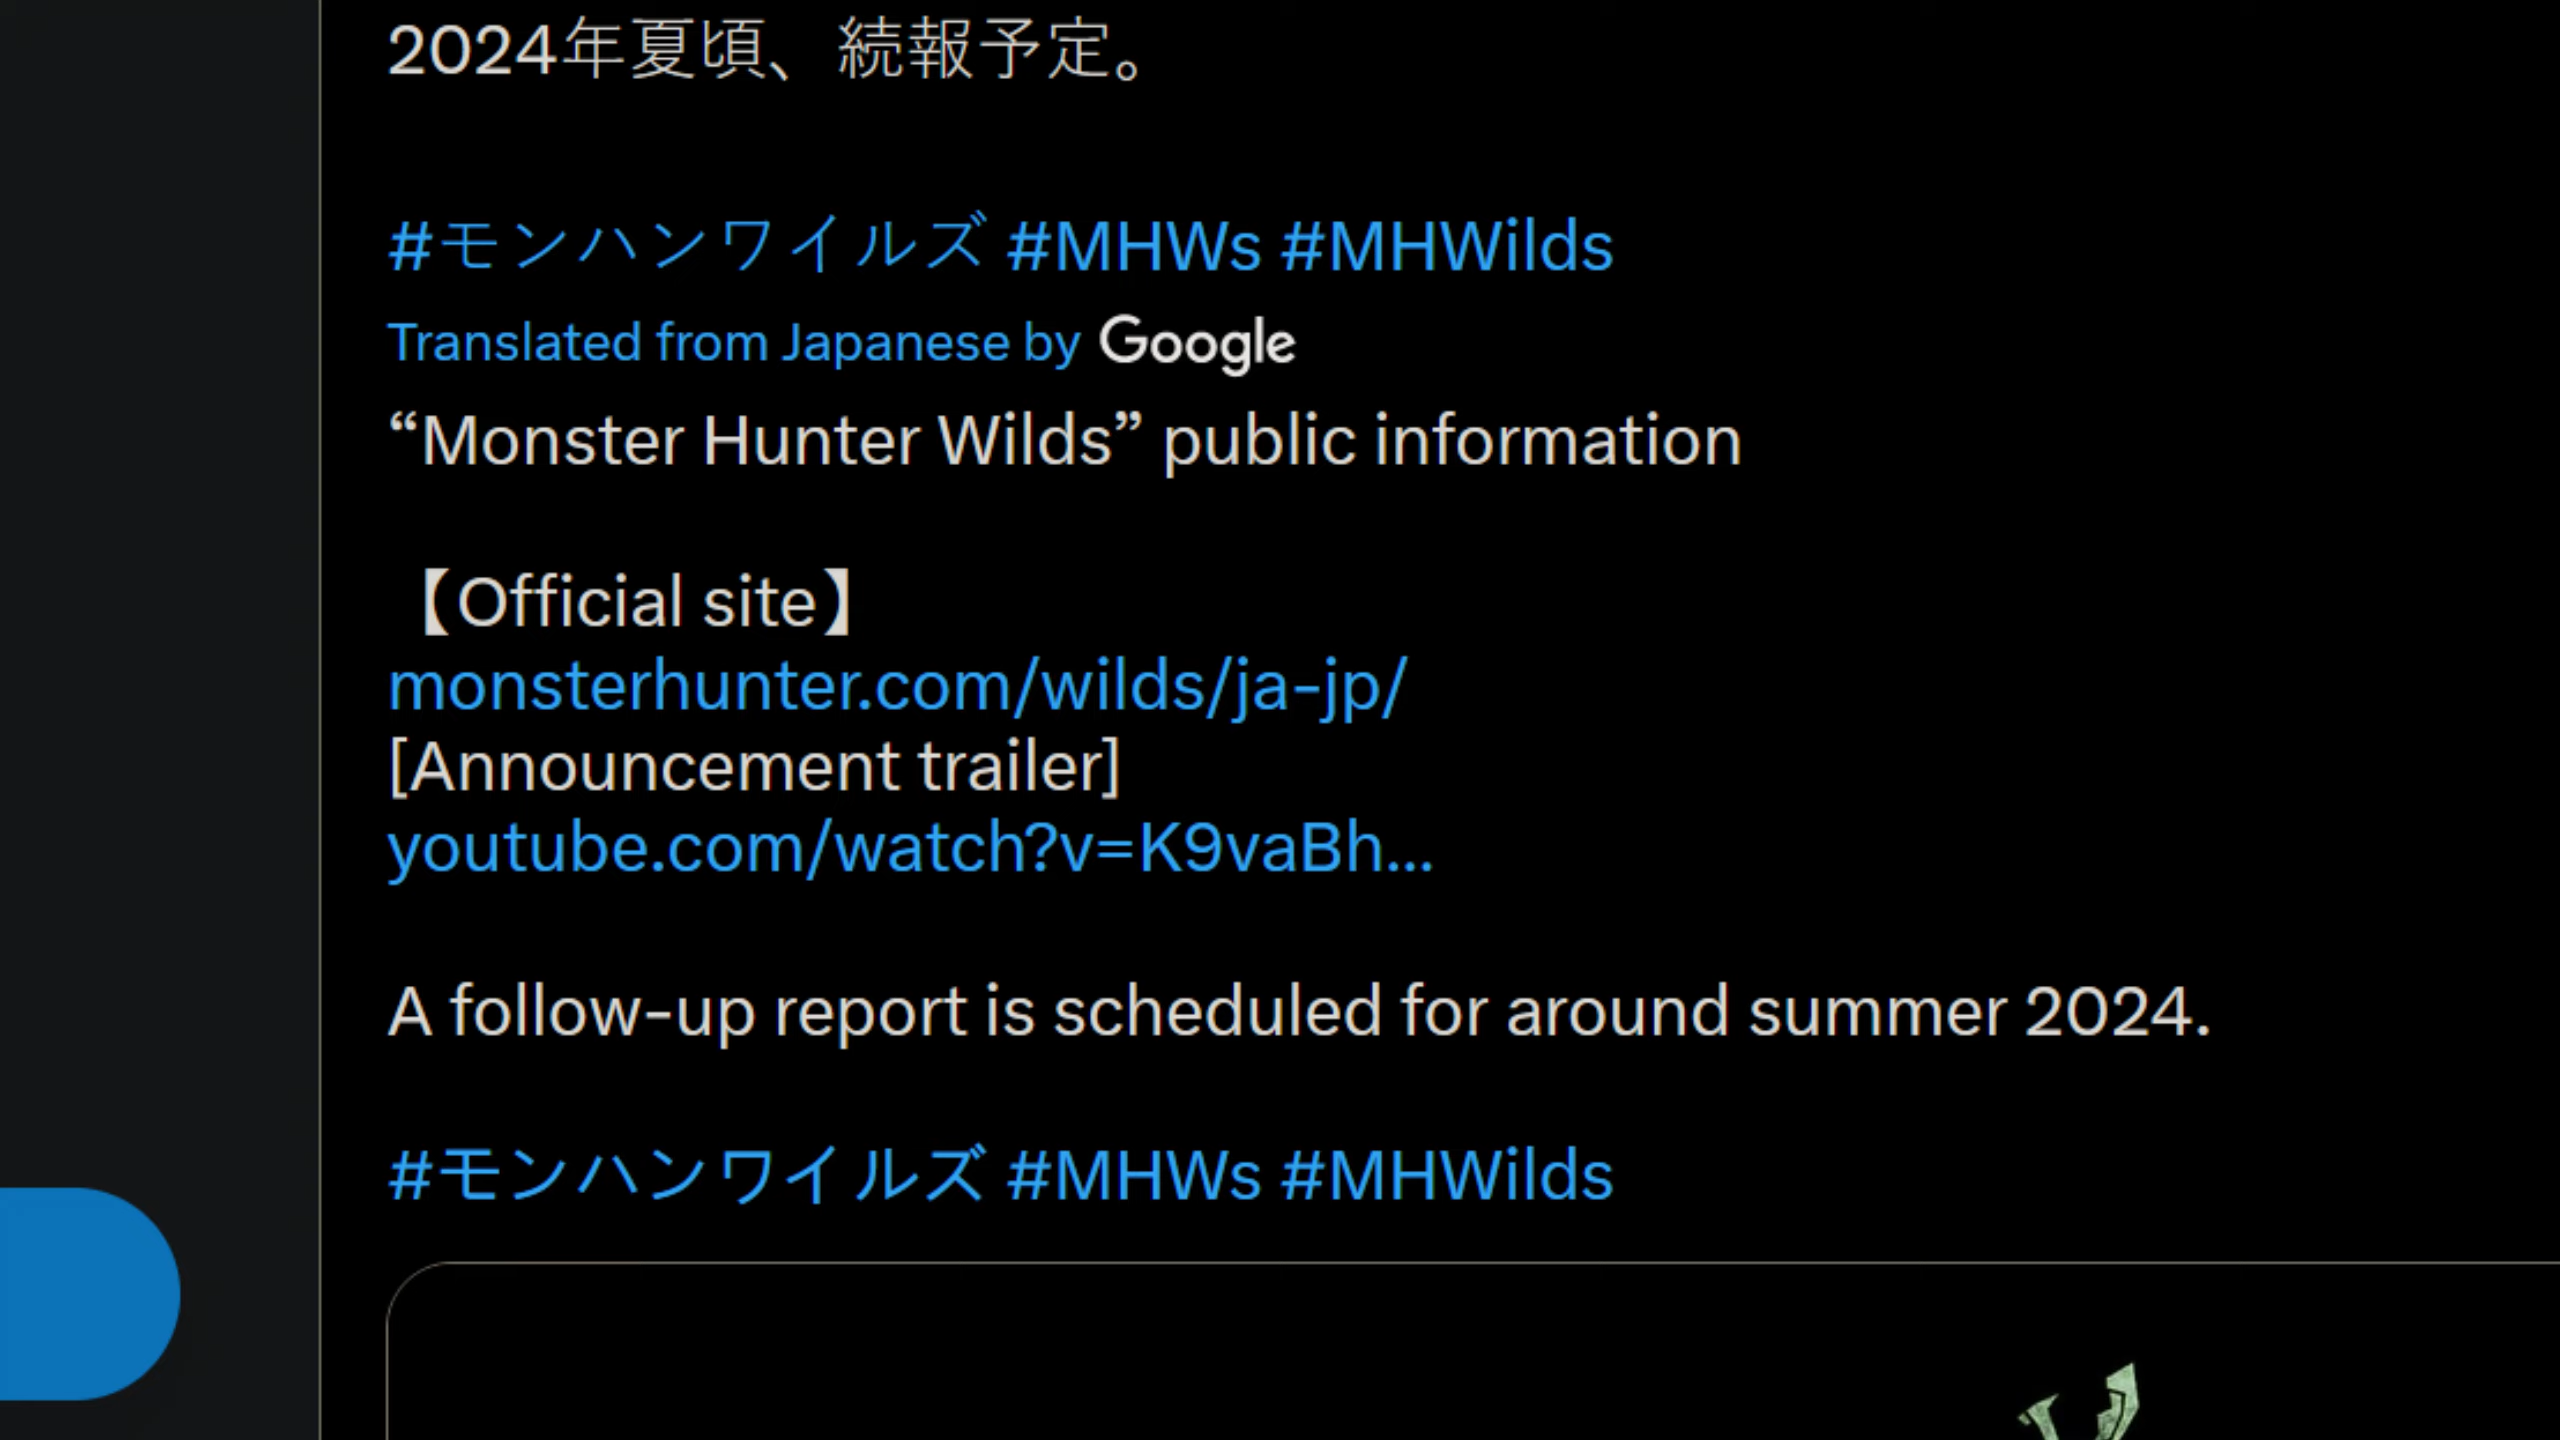 2024年夏頃、続報予定。
#モンハンワイルズ #MHWs #MHWilds
Translated from Japanese by Google
“Monster Hunter Wilds” public information
【Official site】
monsterhunter.com/wilds/ja-jp/
[Announcement trailer]
youtube.com/watch?v=K9vaBh…
A follow-up report is scheduled for around summer 2024.
#モンハンワイルズ #MHWs #MHWilds